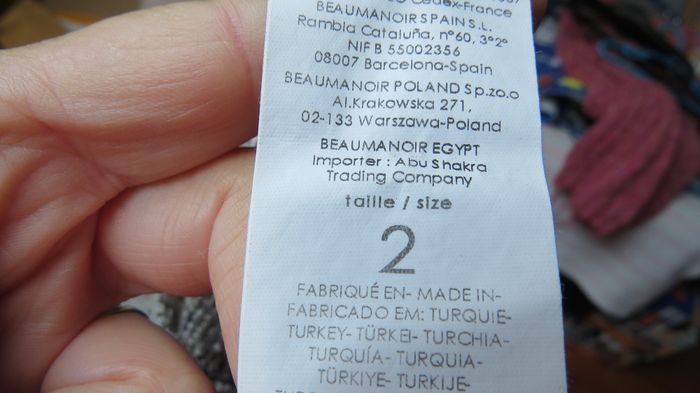 Cedex-France
BEAUMANOIR SPAIN S.L.
Rambla Cataluña, nº60, 3º2º
NIF B 55002356
08007 Barcelona-Spain
BEAUMANOIR POLAND Sp.zo.o
Al.Krakowska 271,
02-133 Warszawa-Poland
BEAUMANOIR EGYPT
Importer : Abu Shakra
Trading Company
taille / size
2
FABRIQUÉ EN- MADE IN-
FABRICADO EM: TURQUIE-
TURKEY- TÜRKEI- TURCHIA-
TURQUÍA- TURQUIA-
TÜRKIYE- TURKIJE-